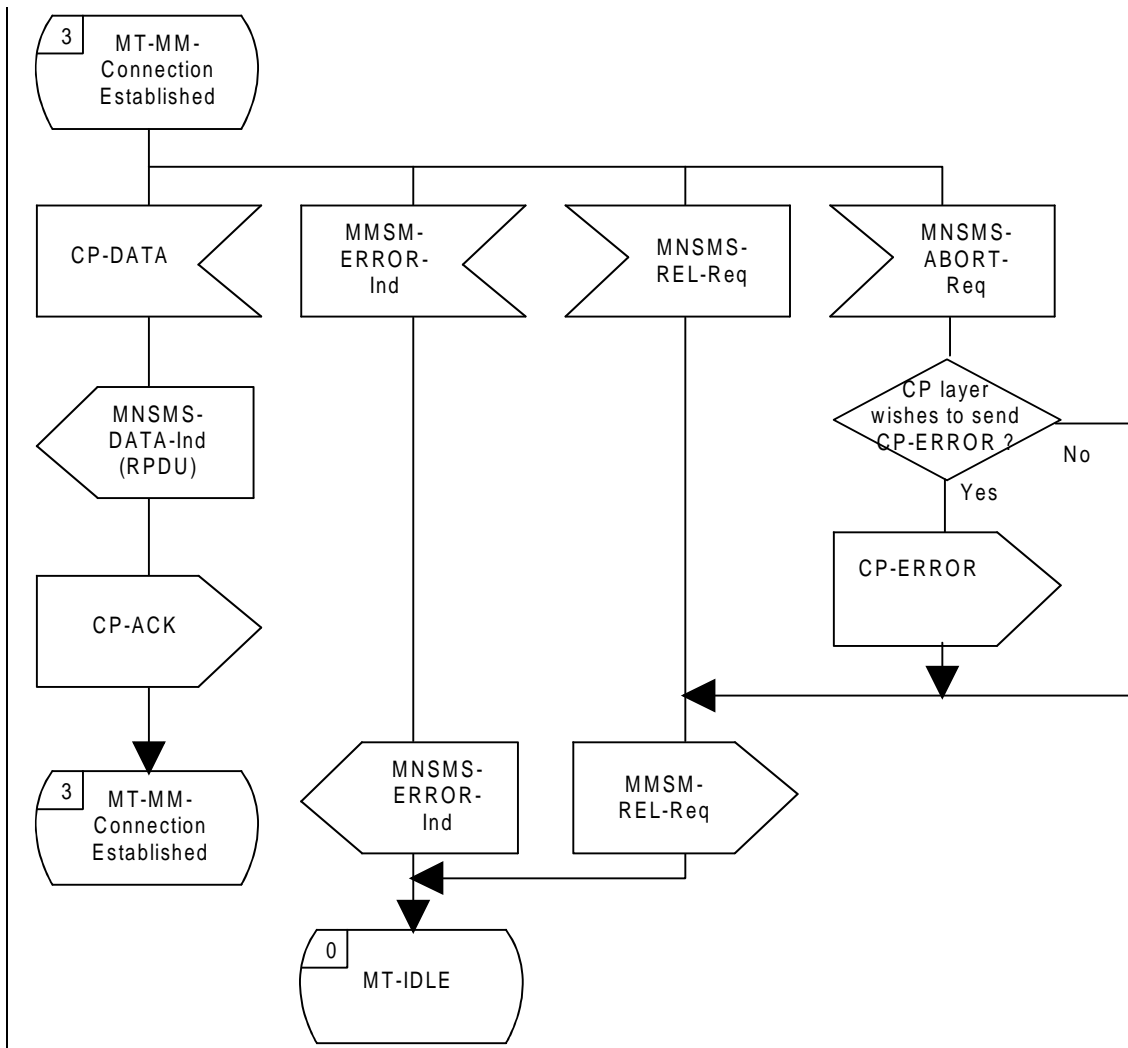 3
MT-MM-
Connection
Established
CP-DATA
MMSM-
ERROR-
Ind
MNSMS-
REL-Req
MNSMS-
ABORT-
Req
MNSMS-
DATA-Ind
(RPDU)
CP layer
wishes to send
CP-ERROR ?
No
Yes
CP-ACK
CP-ERROR
3
MT-MM-
Connection
Established
MNSMS-
ERROR-
Ind
MMSM-
REL-Req
0
MT-IDLE